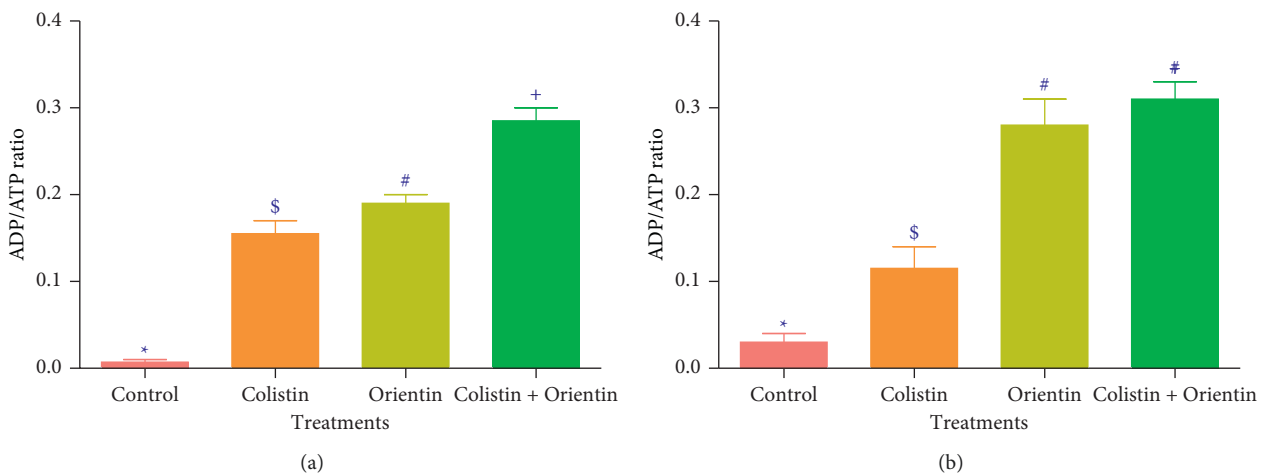 0.4
0.3
0.2
0.1
0.0
ADP/ATP ratio
*
$
#
+
Control Colistin Orientin Colistin + Orientin
Treatments
(a)
0.4
0.3
0.2
0.1
0.0
ADP/ATP ratio
*
$
#
#
+
Control Colistin Orientin Colistin + Orientin
Treatments
(b)